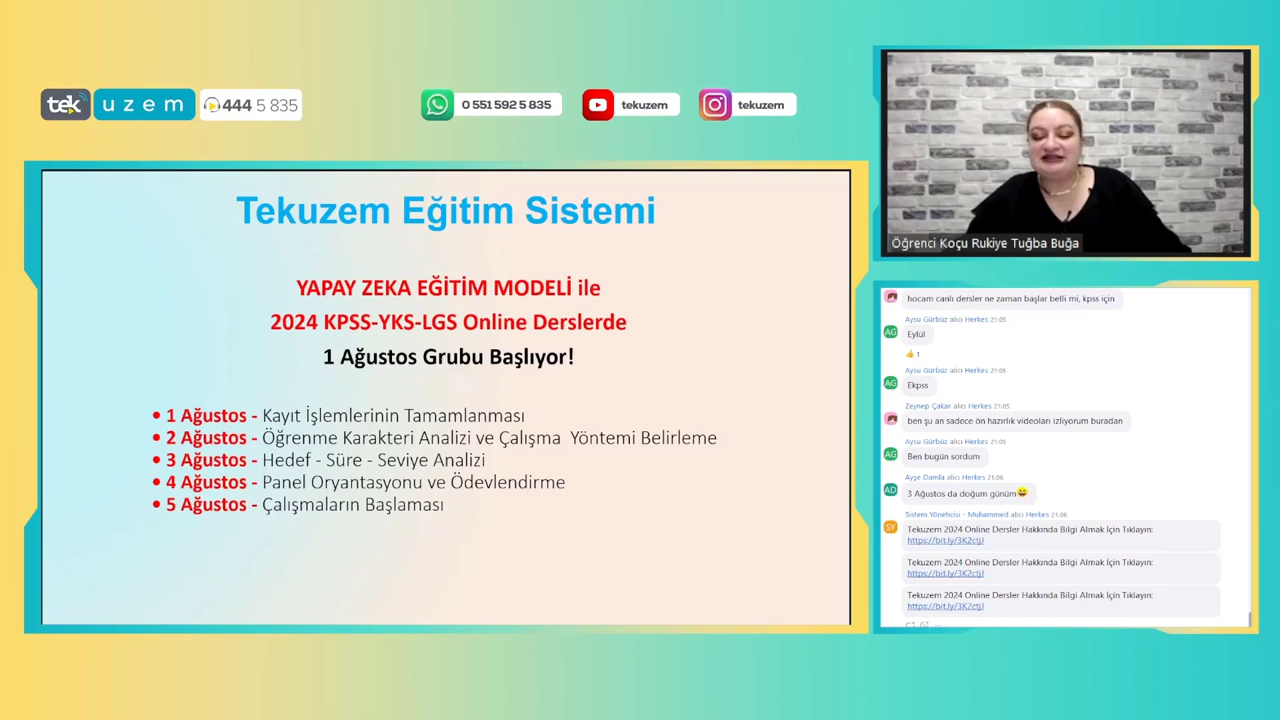 tek uzem 444 5 835
0 551 592 5 835
tekuzem
tekuzem
Tekuzem Eğitim Sistemi
YAPAY ZEKA EĞİTİM MODELİ ile
2024 KPSS-YKS-LGS Online Derslerde
1 Ağustos Grubu Başlıyor!
• 1 Ağustos - Kayıt İşlemlerinin Tamamlanması
• 2 Ağustos - Öğrenme Karakteri Analizi ve Çalışma Yöntemi Belirleme
• 3 Ağustos - Hedef - Süre - Seviye Analizi
• 4 Ağustos - Panel Oryantasyonu ve Ödevlendirme
• 5 Ağustos - Çalışmaların Başlaması
Öğrenci Koçu Rukiye Tuğba Buğa
hocam canlı dersler ne zaman başlar belli mi, kpss için
Aysu Gürbüz alıcı Herkes 21:05
AG Eylül
👍 1
Aysu Gürbüz alıcı Herkes 21:05
AG Ekpss
Zeynep Çakar alıcı Herkes 21:05
ben şu an sadece ön hazırlık videoları izliyorum buradan
Aysu Gürbüz alıcı Herkes 21:05
AG Ben bugün sordum
Ayşe Damla alıcı Herkes 21:06
AD 3 Ağustos da doğum günüm😀
Sistem Yöneticisi - Muhammed alıcı Herkes 21:06
SY Tekuzem 2024 Online Dersler Hakkında Bilgi Almak İçin Tıklayın:
https://bit.ly/3K2ctjJ
Tekuzem 2024 Online Dersler Hakkında Bilgi Almak İçin Tıklayın:
https://bit.ly/3K2ctjJ
Tekuzem 2024 Online Dersler Hakkında Bilgi Almak İçin Tıklayın:
https://bit.ly/3K2ctjJ